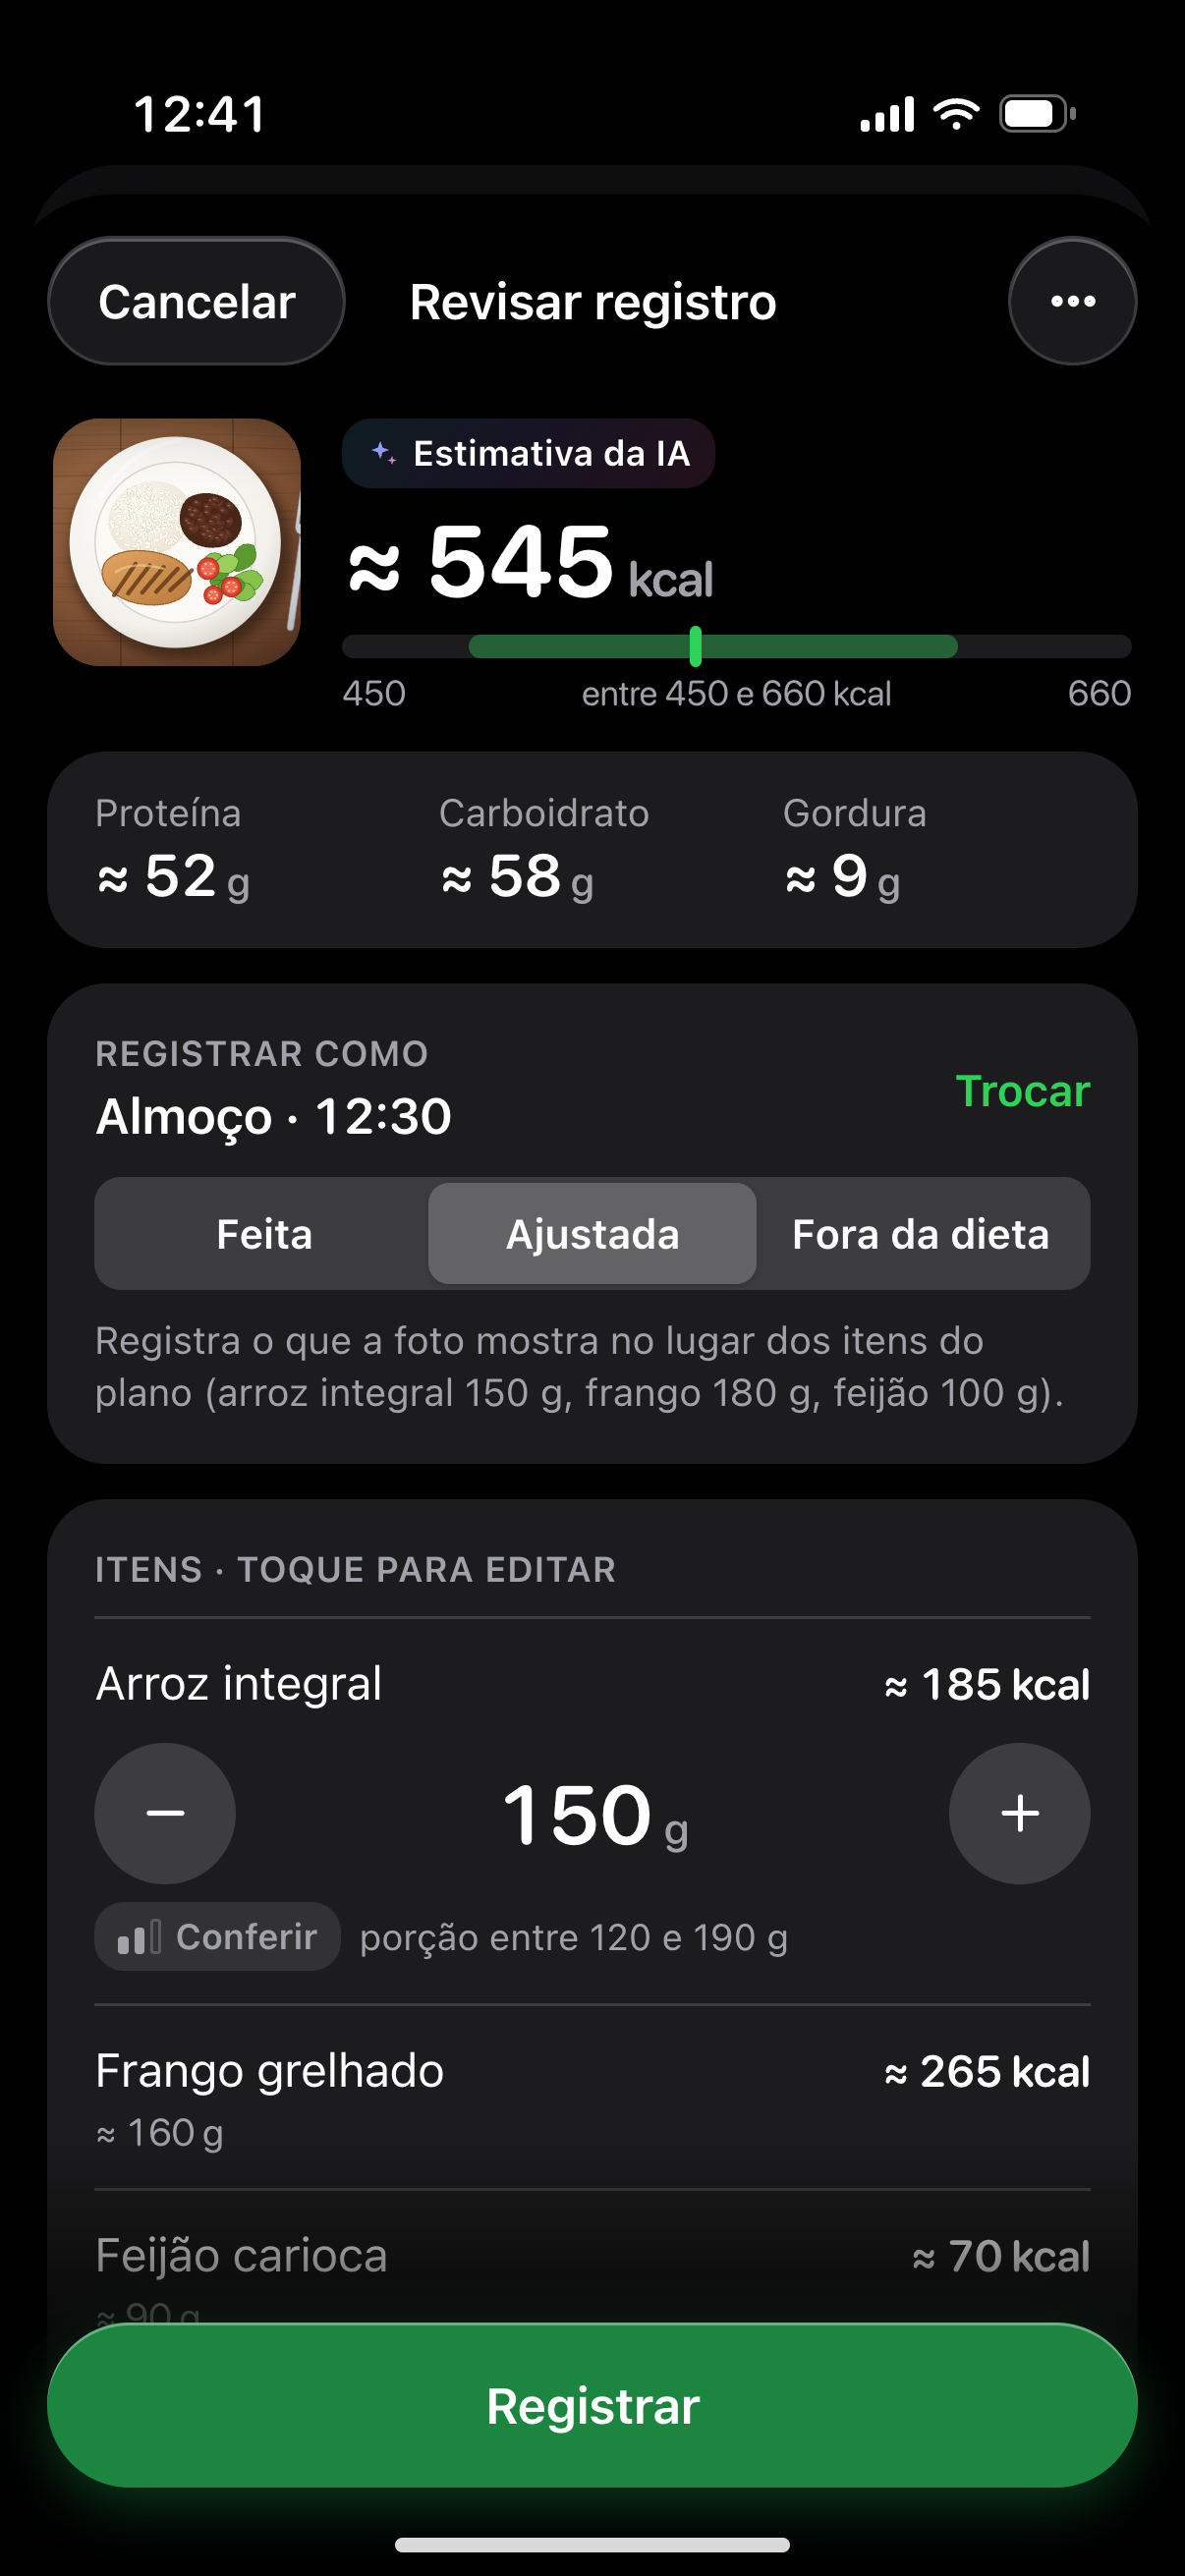 12:41
Cancelar
Revisar registro
Estimativa da IA
≈ 545 kcal
450
entre 450 e 660 kcal
660
Proteína
Carboidrato
Gordura
≈ 52 g
≈ 58 g
≈ 9 g
REGISTRAR COMO
Almoço · 12:30
Trocar
Feita
Ajustada
Fora da dieta
Registra o que a foto mostra no lugar dos itens do
plano (arroz integral 150 g, frango 180 g, feijão 100 g).
ITENS · TOQUE PARA EDITAR
Arroz integral
≈ 185 kcal
150 g
Conferir
porção entre 120 e 190 g
Frango grelhado
≈ 265 kcal
≈ 160 g
Feijão carioca
≈ 70 kcal
≈ 90 g
Registrar